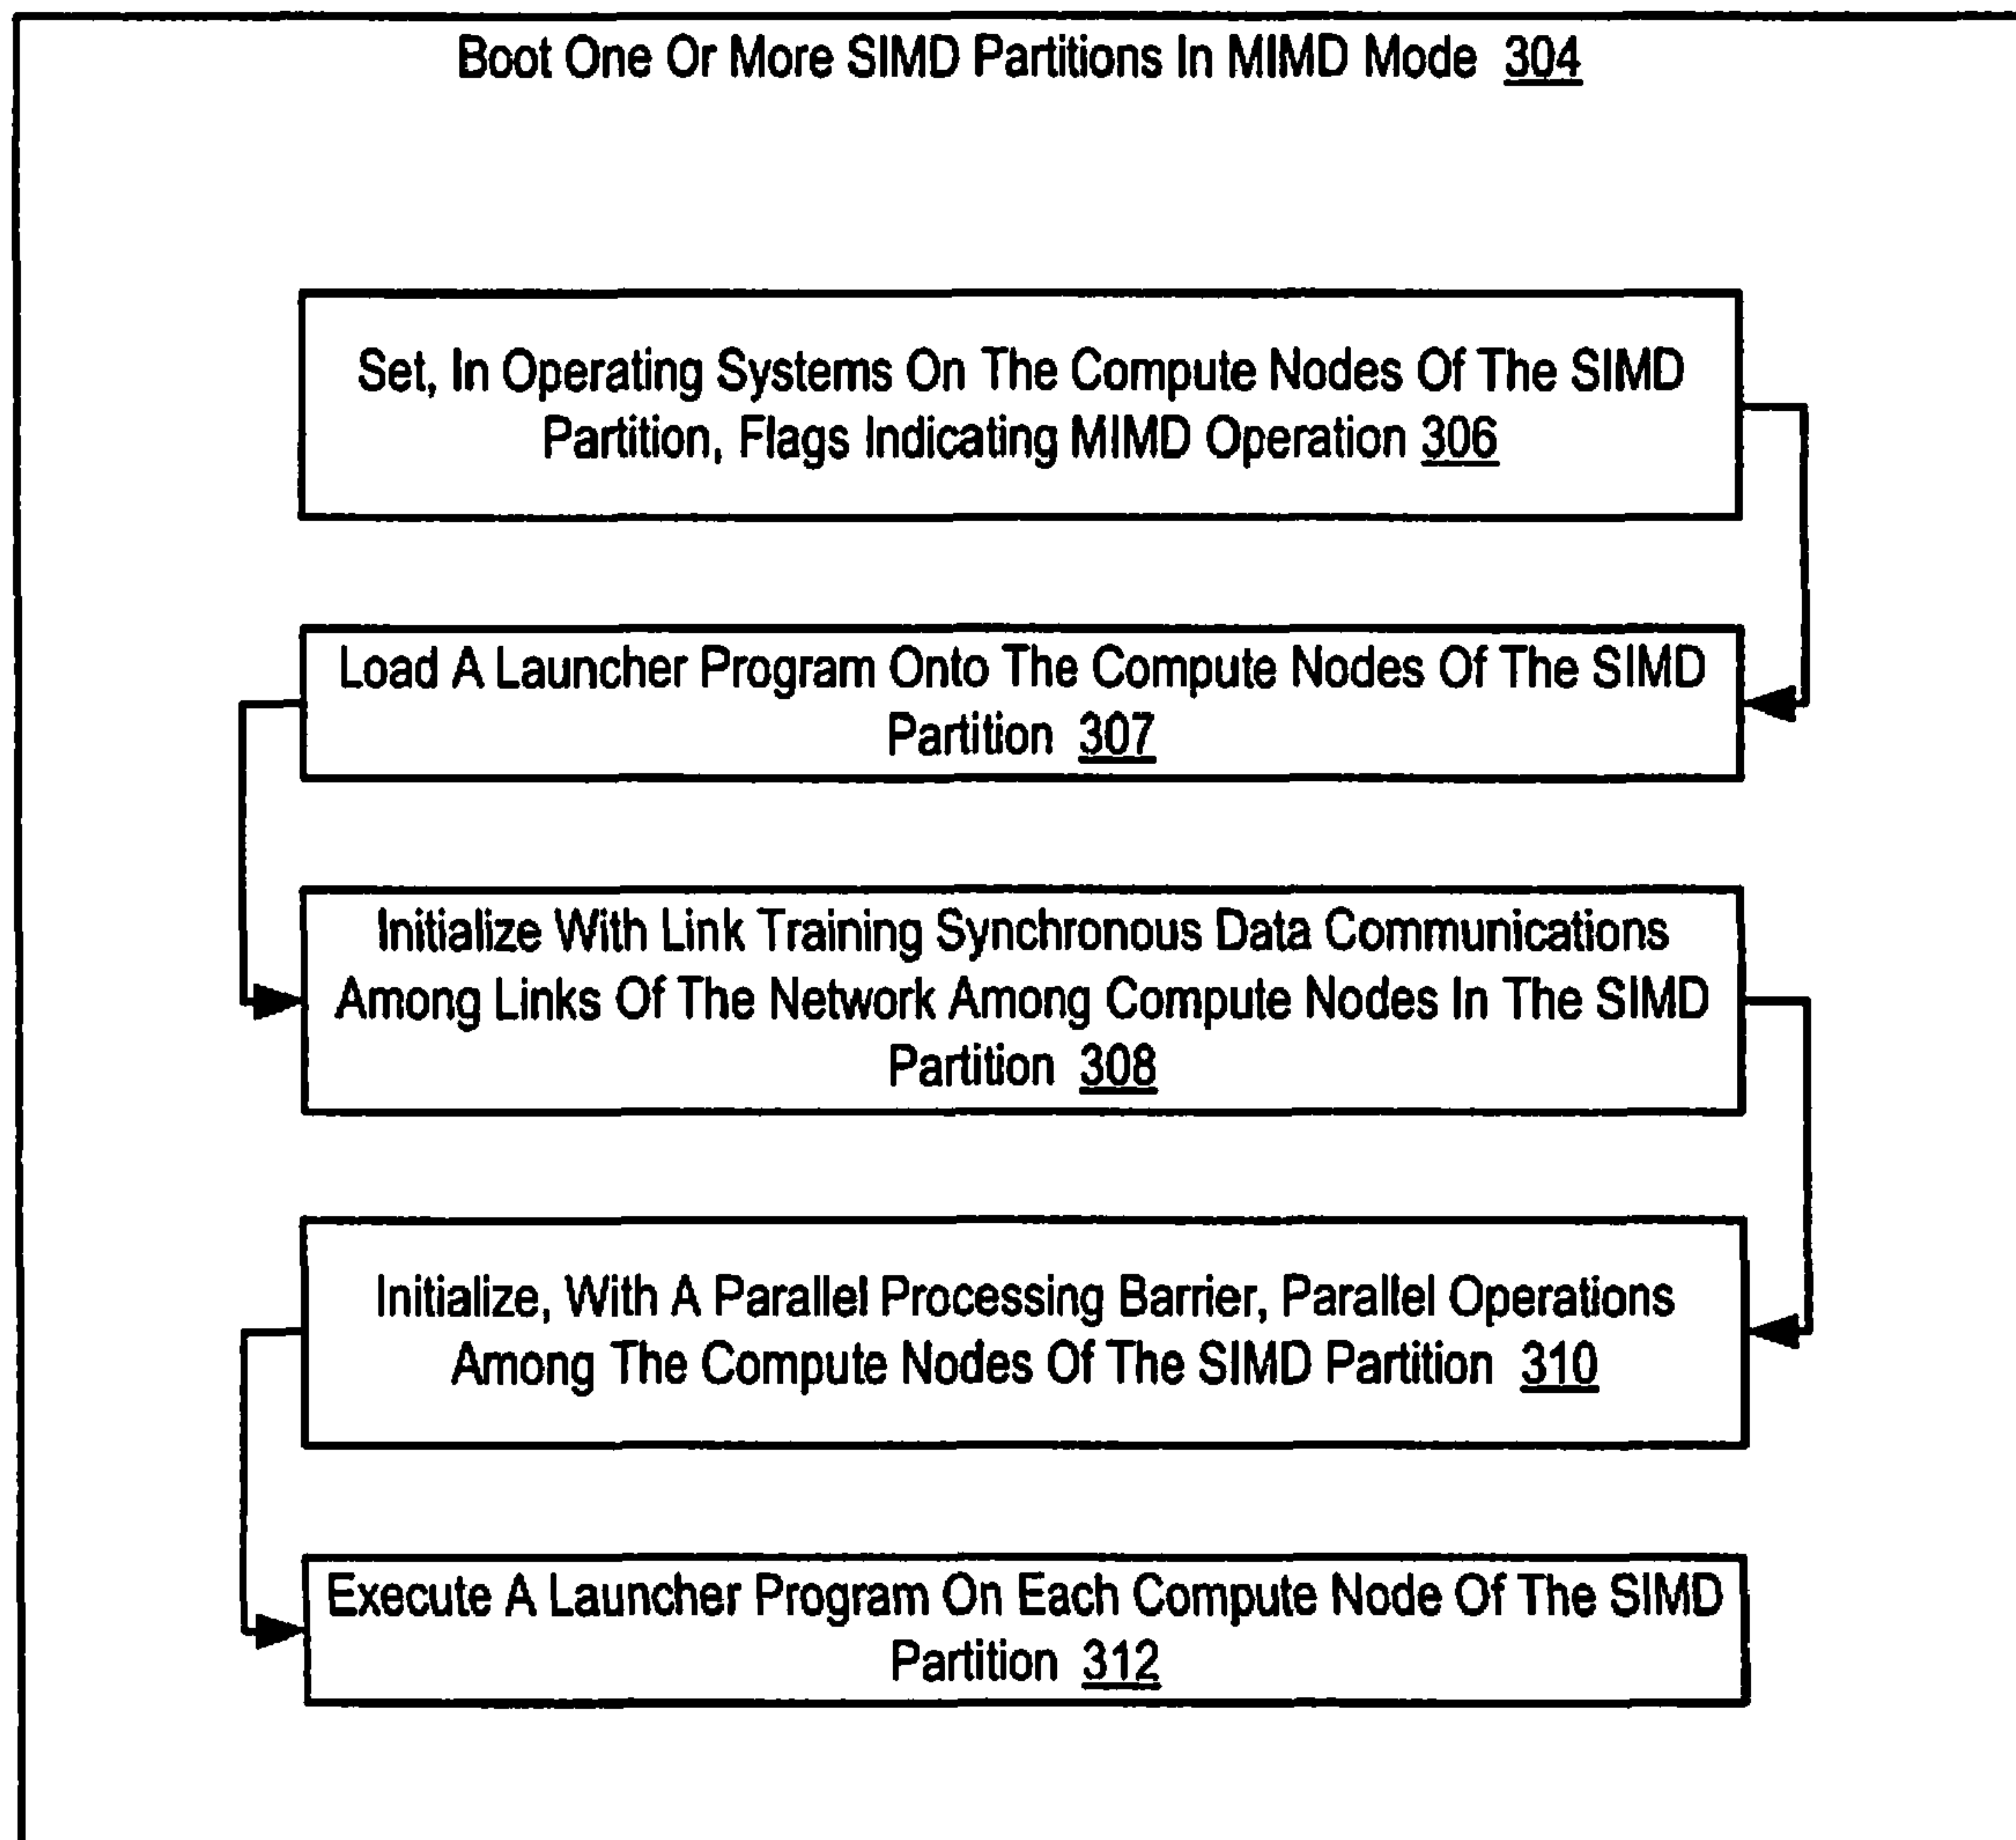 Boot One Or More SIMD Partitions In MIMD Mode 304
Set, In Operating Systems On The Compute Nodes Of The SIMD
Partition, Flags Indicating MIMD Operation 306
Load A Launcher Program Onto The Compute Nodes Of The SIMD
Partition 307
Initialize With Link Training Synchronous Data Communications
Among Links Of The Network Among Compute Nodes In The SIMD
Partition 308
Initialize, With A Parallel Processing Barrier, Parallel Operations
Among The Compute Nodes Of The SIMD Partition 310
Execute A Launcher Program On Each Compute Node Of The SIMD
Partition 312